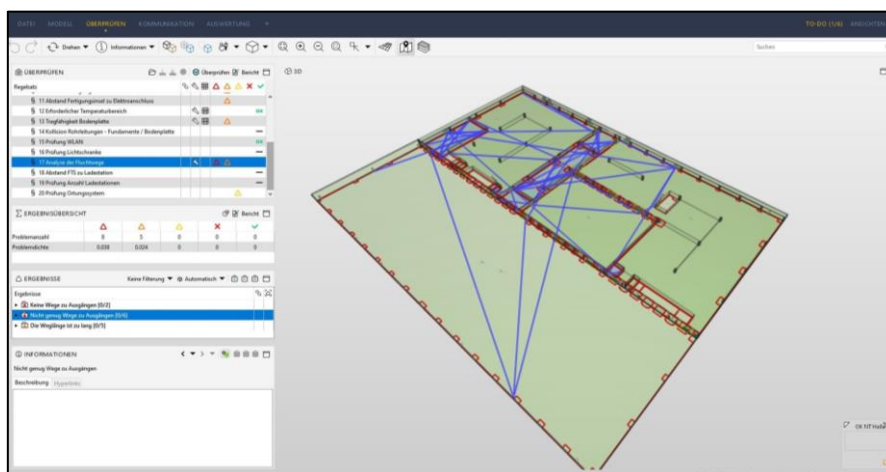 DATEI MODELL ÜBERPRÜFEN KOMMUNIKATION AUSWERTUNG + TO-DO (1/6) ANSICHTEN
Drehen Informationen Suchen
ÜBERPRÜFEN Überprüfen Bericht
3D
Regelsatz
§ 11 Abstand Fertigungsinsel zu Elektroanschluss
§ 12 Erforderlicher Temperaturbereich
§ 13 Tragfähigkeit Bodenplatte
§ 14 Kollision Rohrleitungen - Fundamente / Bodenplatte
§ 15 Prüfung WLAN
§ 16 Prüfung Lichtschranke
§ 17 Analyse der Fluchtwege
§ 18 Abstand FTS zu Ladestation
§ 19 Prüfung Anzahl Ladestationen
§ 20 Prüfung Ortungssystem
ERGEBNISÜBERSICHT Bericht
Problemanzahl 8 5 0 0 0
Problemdichte 0.038 0.024 0 0 0
ERGEBNISSE Keine Filterung Automatisch
Ergebnisse
Keine Wege zu Ausgängen [0/2]
Nicht genug Wege zu Ausgängen [0/6]
Die Weglänge ist zu lang [0/5]
INFORMATIONEN
Nicht genug Wege zu Ausgängen
Beschreibung Hyperlinks